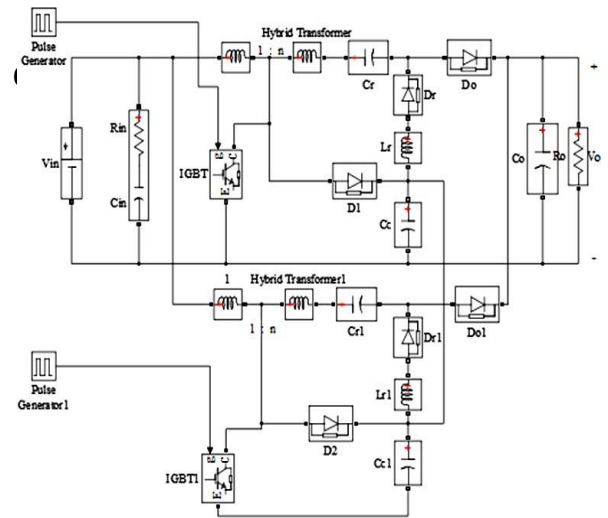 Hybrid Transformer
Pulse
Generator
1 : n
Cr
Do
+
Dr
Rin
Lr
Vin
IGBT
g
C
E
Co
Ro
Vo
Cin
D1
Cc
-
1
Hybrid Transformer1
1 : n
Cr1
Do1
Dr1
Pulse
Generator1
Lr1
D2
IGBT1
g
C
E
Cc1